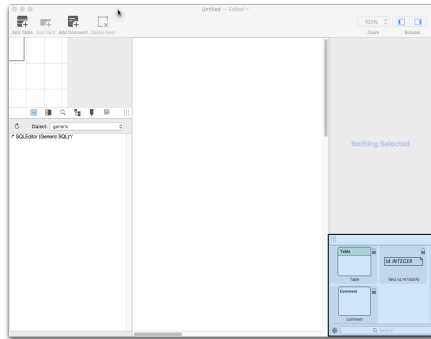 Untitled — Edited
Add Table Add Field Add Comment Delete Item
100%
Zoom Sidebar
Dialect: generic
/* SQLEditor (Generic SQL)*/
Nothing Selected
Table
id INTEGER
Table
field (id INTEGER)
Comment
comment
Search